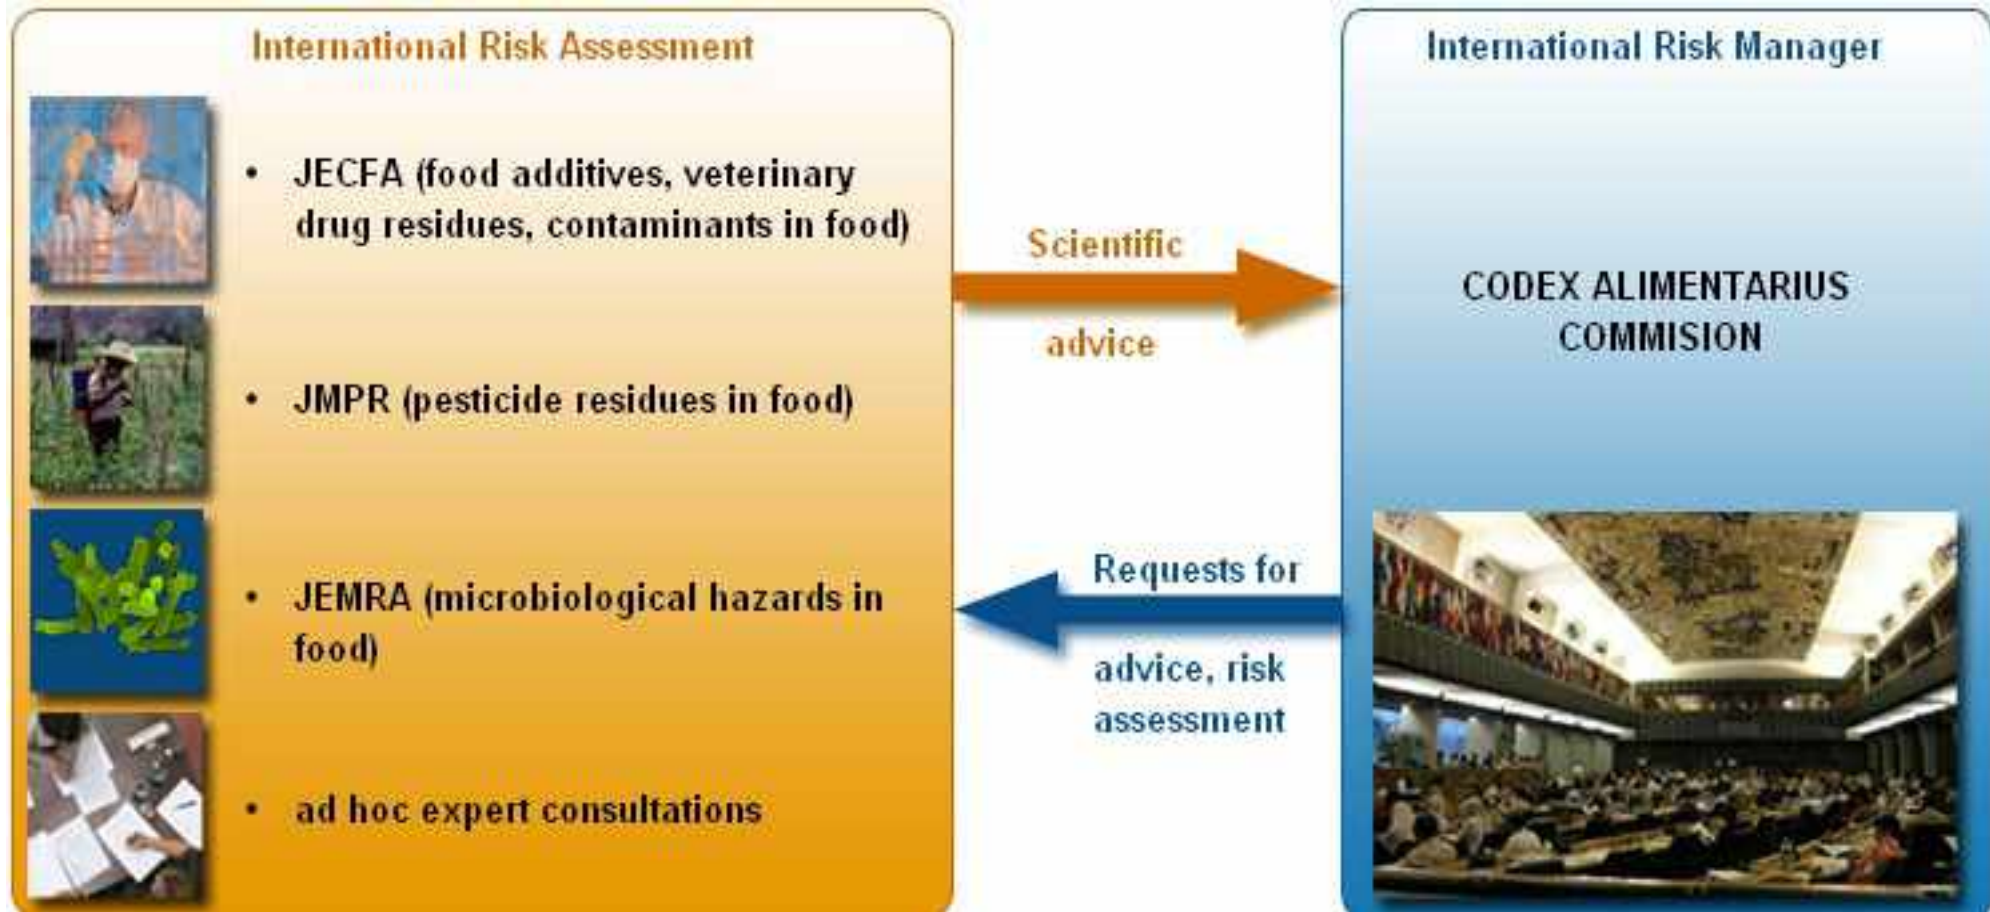 International Risk Assessment
• JECFA (food additives, veterinary
drug residues, contaminants in food)
• JMPR (pesticide residues in food)
• JEMRA (microbiological hazards in
food)
• ad hoc expert consultations
Scientific
advice
Requests for
advice, risk
assessment
International Risk Manager
CODEX ALIMENTARIUS
COMMISION